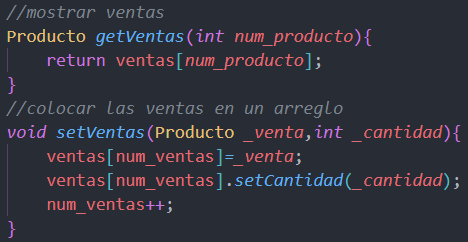 //mostrar ventas
Producto getVentas(int num_producto){
    return ventas[num_producto];
}
//colocar las ventas en un arreglo
void setVentas(Producto _venta,int _cantidad){
    ventas[num_ventas]=_venta;
    ventas[num_ventas].setCantidad(_cantidad);
    num_ventas++;
}